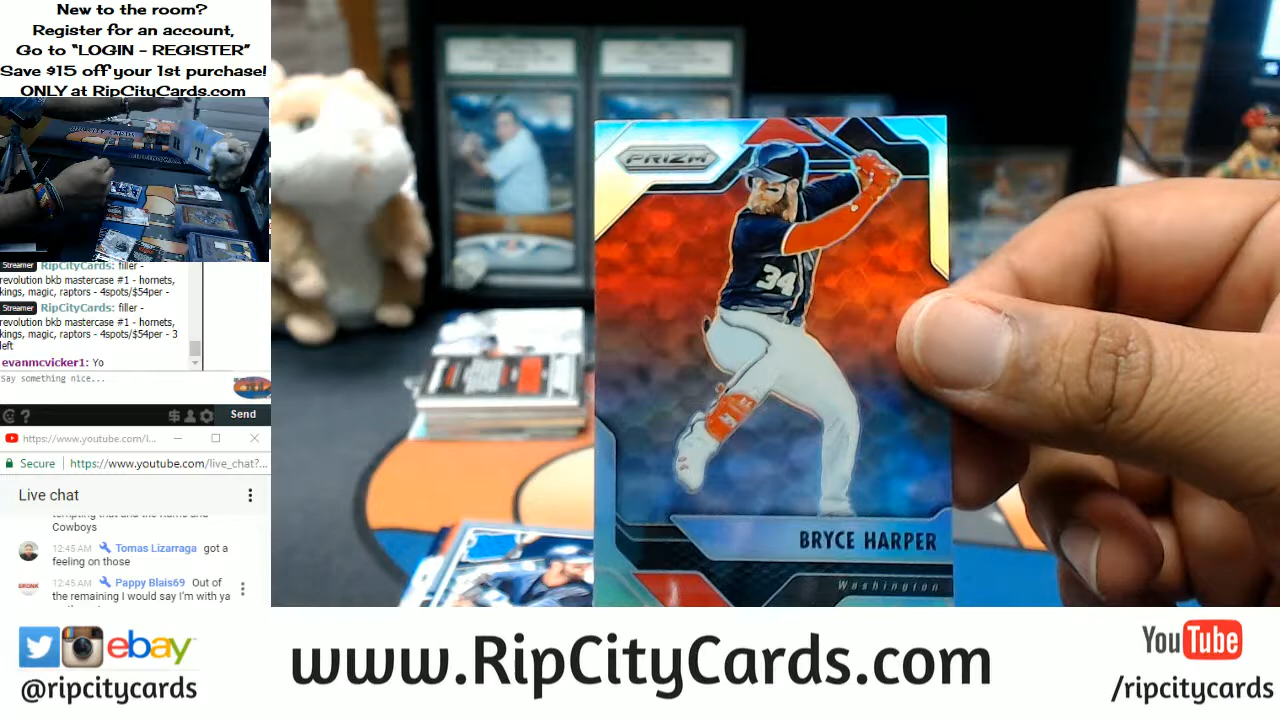 New to the room?
Register for an account,
Go to “LOGIN - REGISTER”
Save $15 off your 1st purchase!
ONLY at RipCityCards.com
Streamer RipCityCards: filler -
revolution bkb mastercase #1 - hornets,
kings, magic, raptors - 4spots/$54per -
Streamer RipCityCards: filler -
revolution bkb mastercase #1 - hornets,
kings, magic, raptors - 4spots/$54per - 3
left
evanmcvicker1: Yo
Say something nice...
Send
https://www.youtube.com/l...
Secure https://www.youtube.com/live_chat?...
Live chat
Cowboys
12:45 AM Tomas Lizarraga got a
feeling on those
12:45 AM Pappy Blais69 Out of
the remaining I would say I'm with ya
PRIZM
34
BRYCE HARPER
Washington
ebay
@ripcitycards
www.RipCityCards.com
YouTube
/ripcitycards